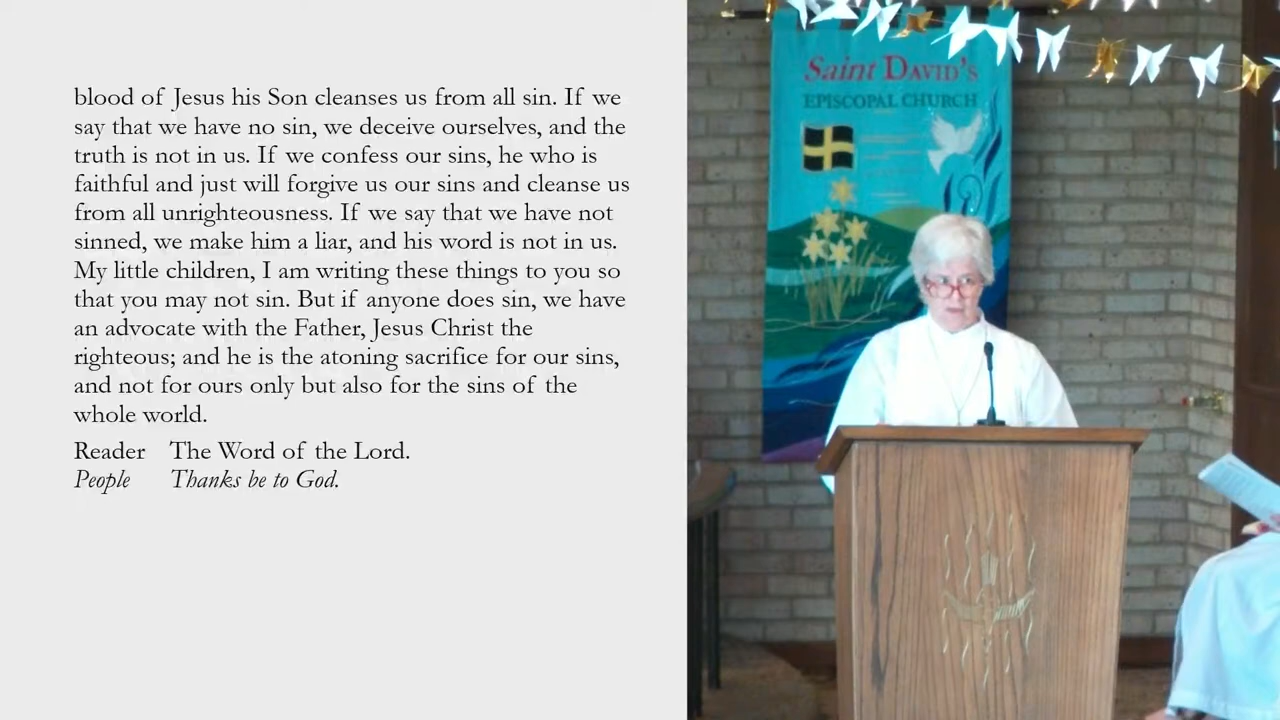 blood of Jesus his Son cleanses us from all sin. If we
say that we have no sin, we deceive ourselves, and the
truth is not in us. If we confess our sins, he who is
faithful and just will forgive us our sins and cleanse us
from all unrighteousness. If we say that we have not
sinned, we make him a liar, and his word is not in us.
My little children, I am writing these things to you so
that you may not sin. But if anyone does sin, we have
an advocate with the Father, Jesus Christ the
righteous; and he is the atoning sacrifice for our sins,
and not for ours only but also for the sins of the
whole world.
Reader The Word of the Lord.
People Thanks be to God.
Saint DAVID'S
EPISCOPAL CHURCH